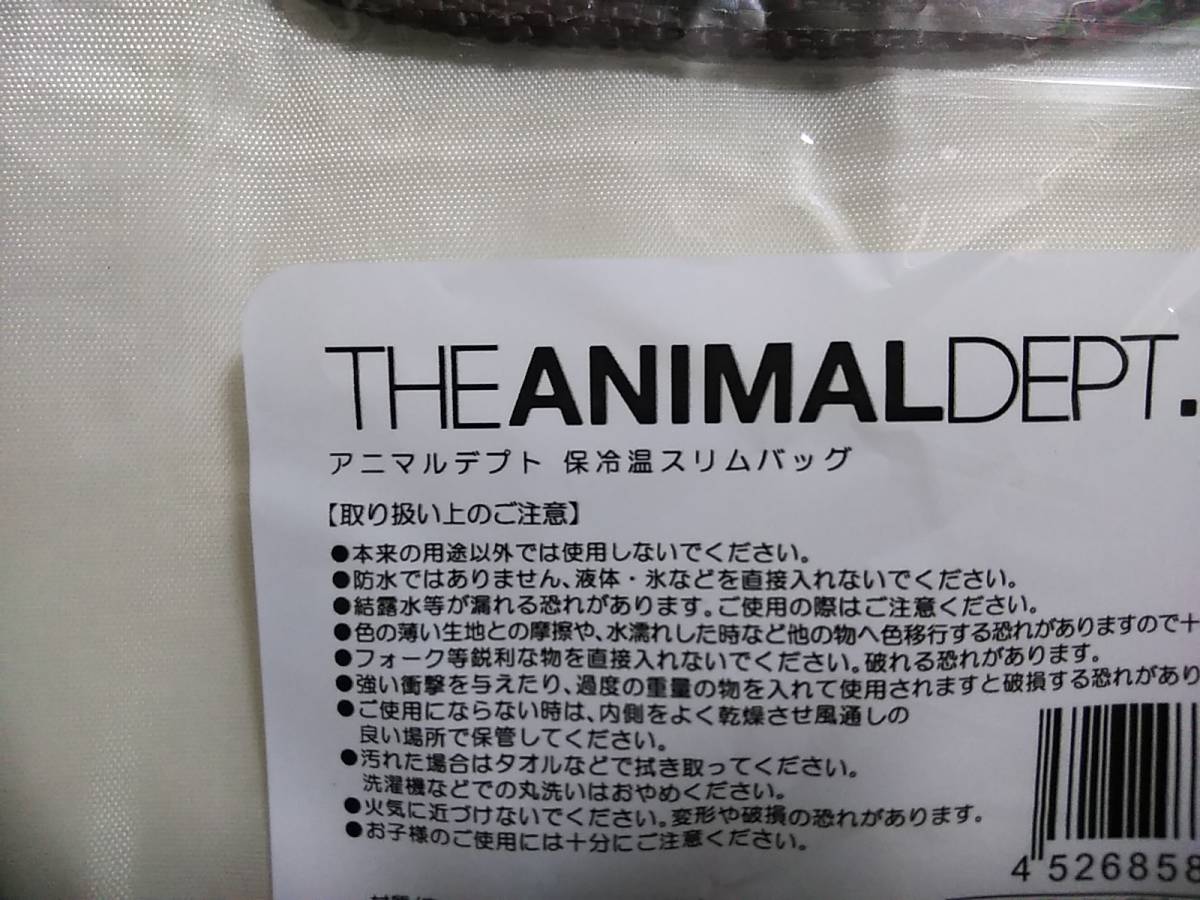 THE ANIMAL DEPT.
アニマルデプト 保冷温スリムバッグ
【取り扱い上のご注意】
●本来の用途以外では使用しないでください。
●防水ではありません、液体・氷などを直接入れないでください。
●結露水等が漏れる恐れがあります。ご使用の際はご注意ください。
●色の薄い生地との摩擦や、水濡れした時など他の物へ色移行する恐れがありますので十
●フォーク等鋭利な物を直接入れないでください。破れる恐れがあります。
●強い衝撃を与えたり、過度の重量の物を入れて使用されますと破損する恐れがあり
●ご使用にならない時は、内側をよく乾燥させ風通しの
良い場所で保管してください。
●汚れた場合はタオルなどで拭き取ってください。
洗濯機などでの丸洗いはおやめください。
●火気に近づけないでください。変形や破損の恐れがあります。
●お子様のご使用には十分にご注意ください。
4 526858